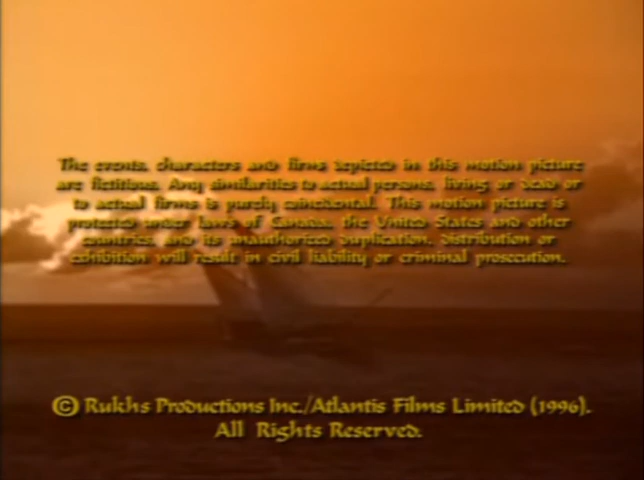 The events, characters and firms depicted in this motion picture
are fictitious. Any similarities to actual persons, living or dead or
to actual firms is purely coincidental. This motion picture is
protected under laws of Canada, the United States and other
countries, and its unauthorized duplication, distribution or
exhibition will result in civil liability or criminal prosecution.
© Rukhs Productions Inc./Atlantis Films Limited (1996).
All Rights Reserved.